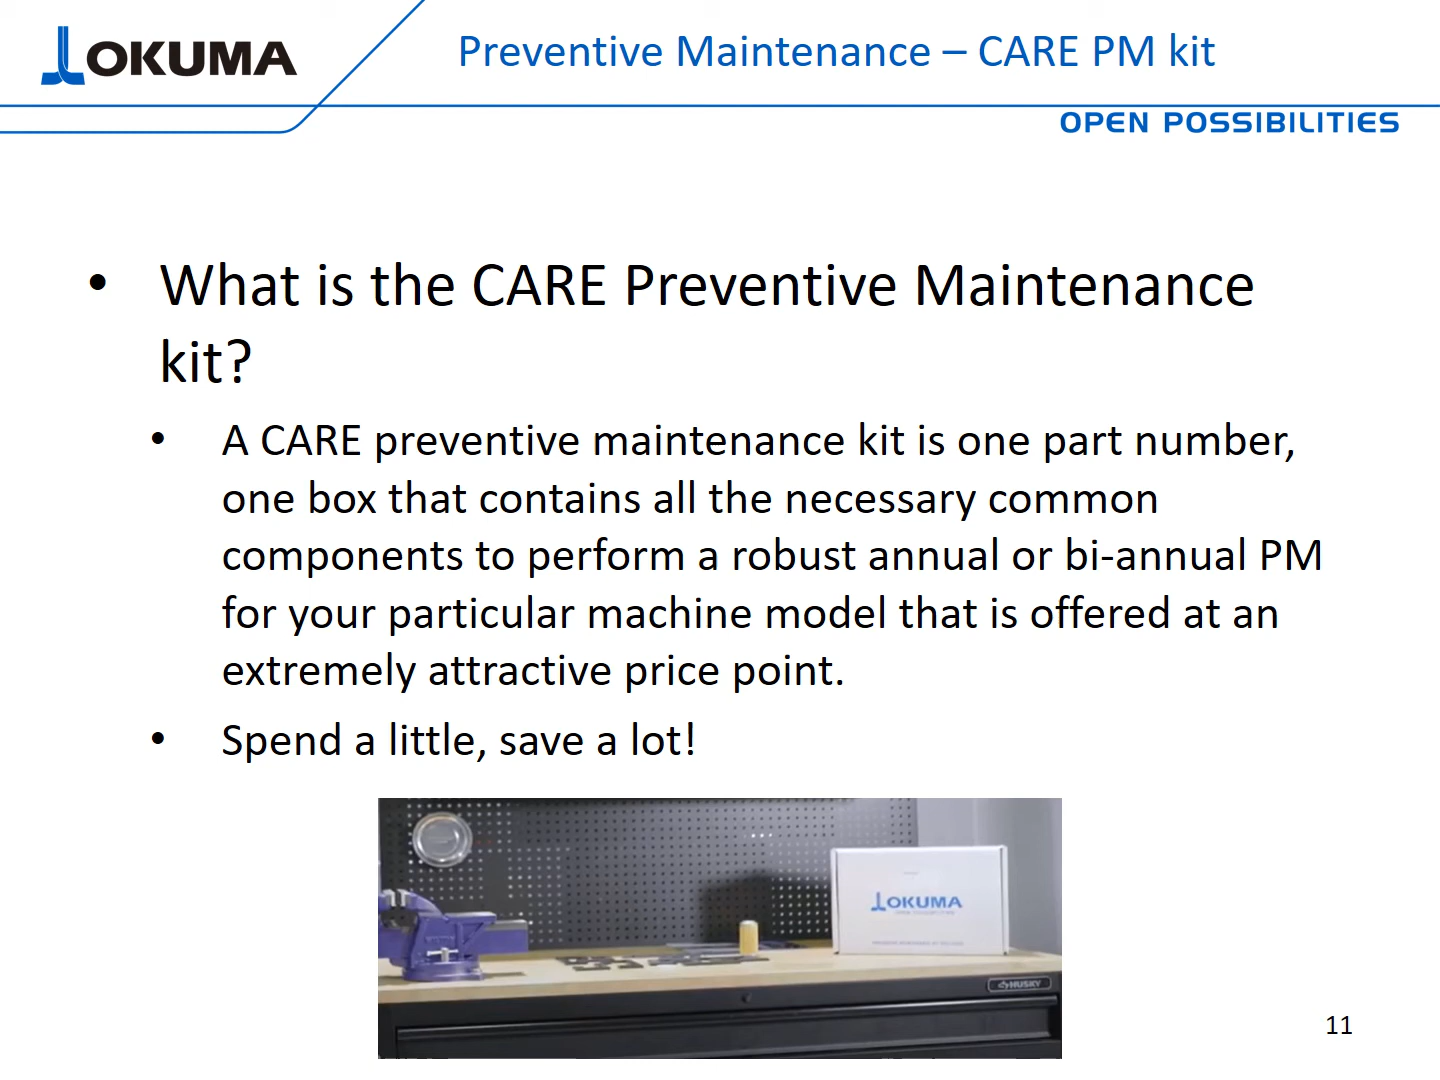 OKUMA
Preventive Maintenance – CARE PM kit
OPEN POSSIBILITIES
• What is the CARE Preventive Maintenance
kit?
• A CARE preventive maintenance kit is one part number,
one box that contains all the necessary common
components to perform a robust annual or bi-annual PM
for your particular machine model that is offered at an
extremely attractive price point.
• Spend a little, save a lot!
OKUMA
HUSKY
11